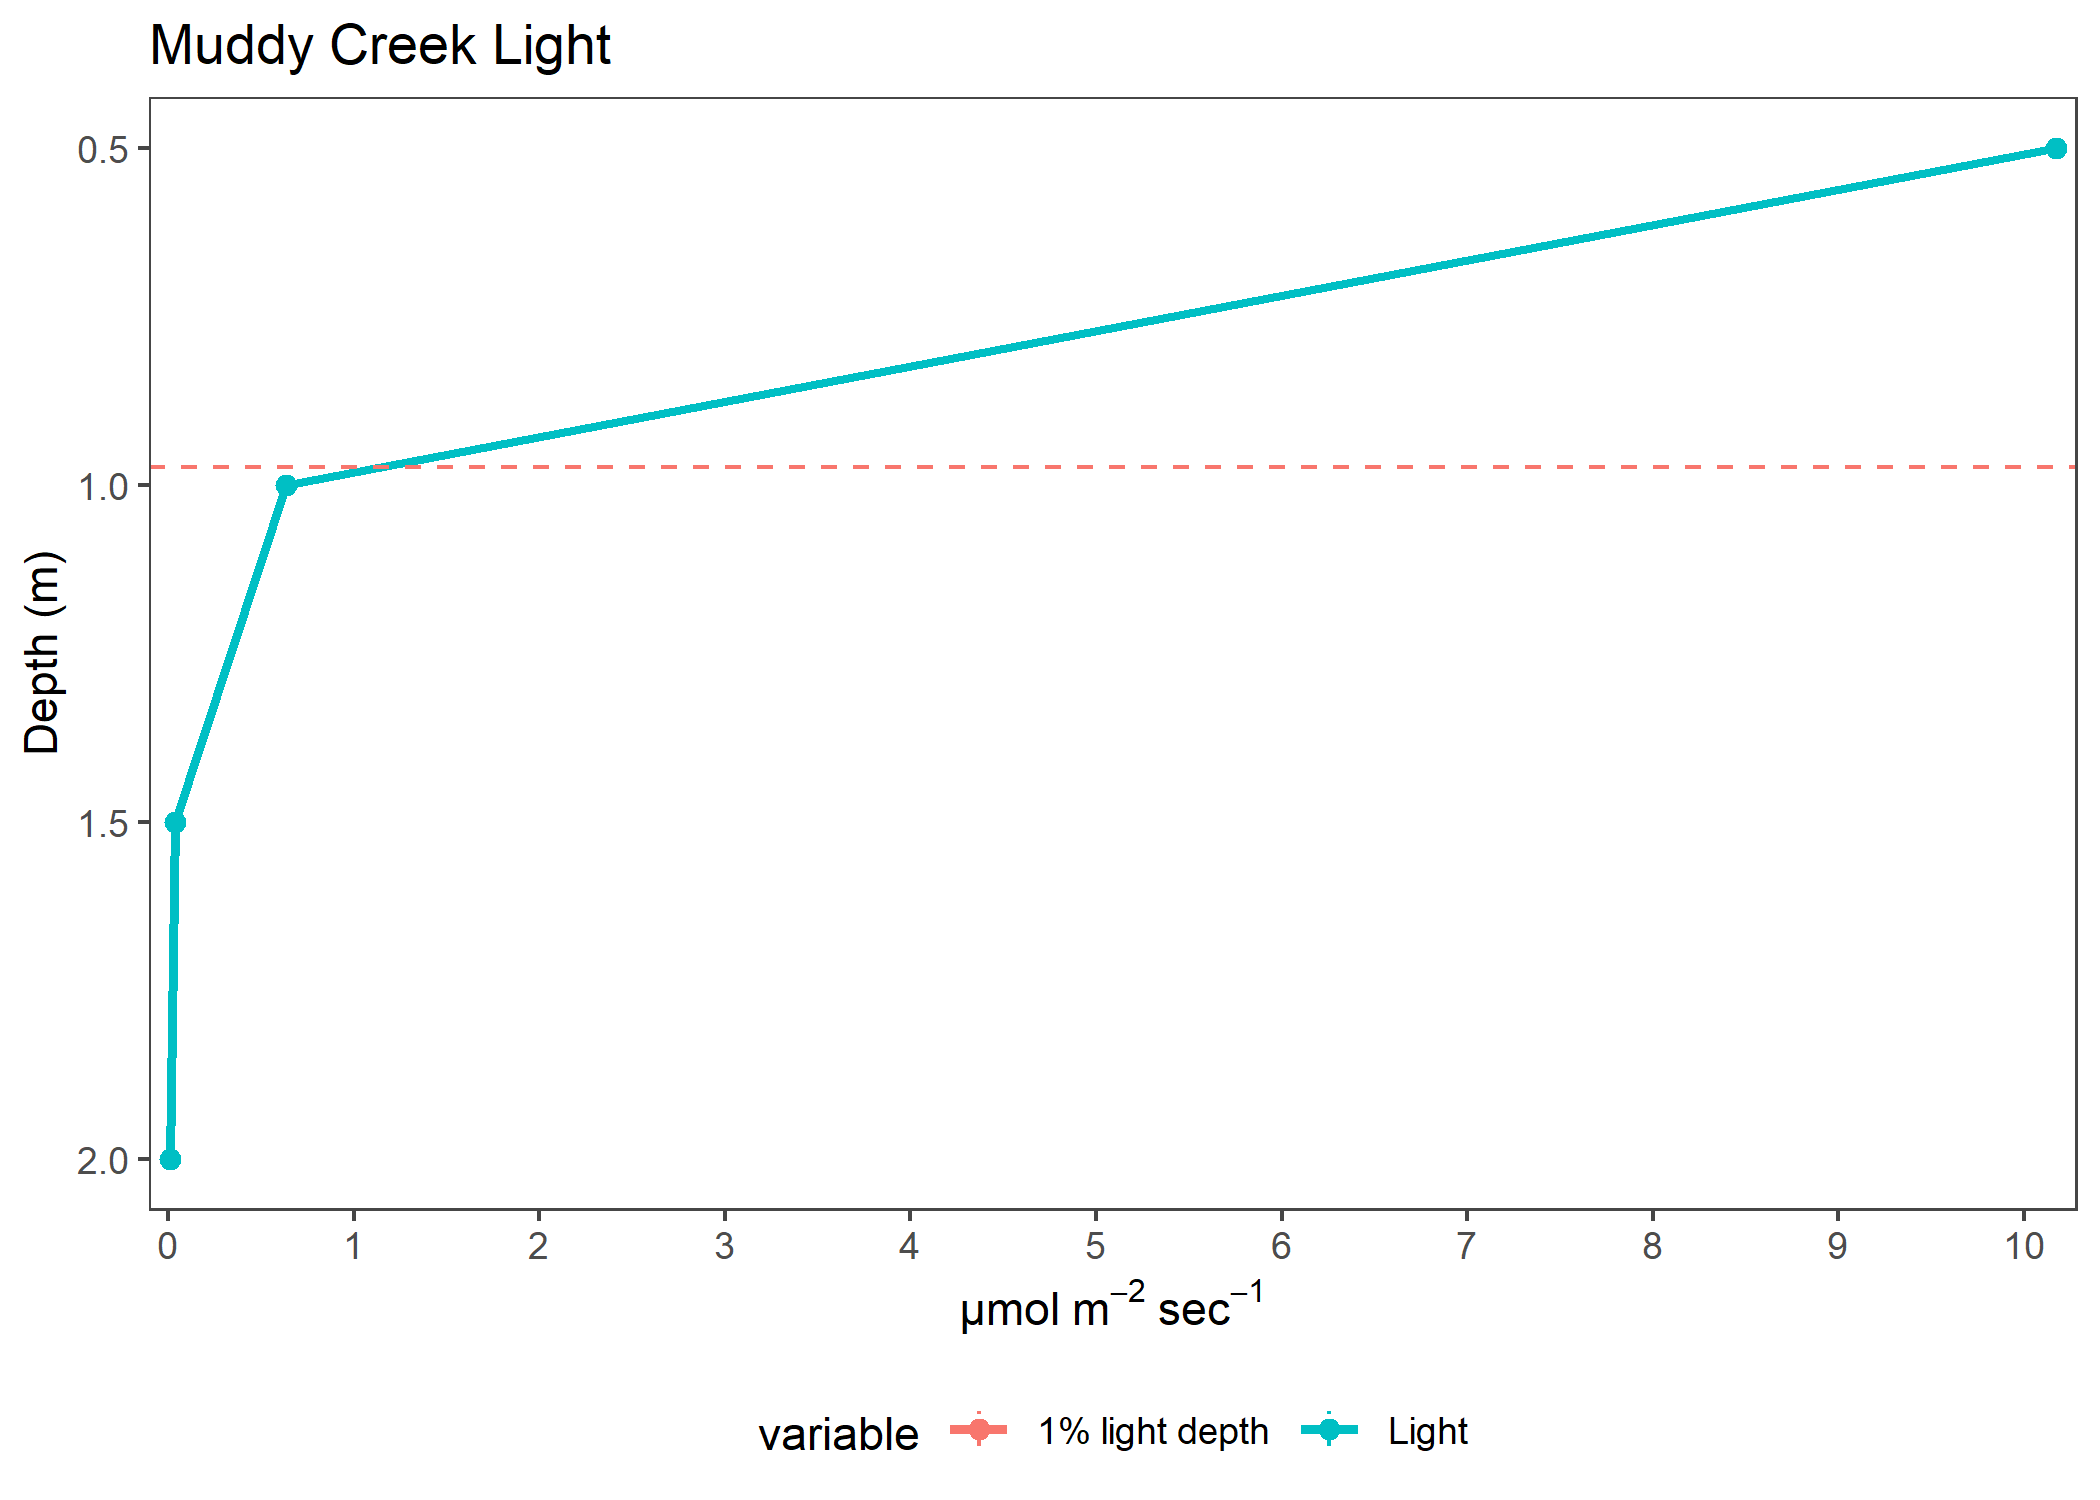 Muddy Creek Light
0.5
1.0
1.5
2.0
Depth (m)
0 1 2 3 4 5 6 7 8 9 10
μmol m⁻² sec⁻¹
variable 1% light depth Light